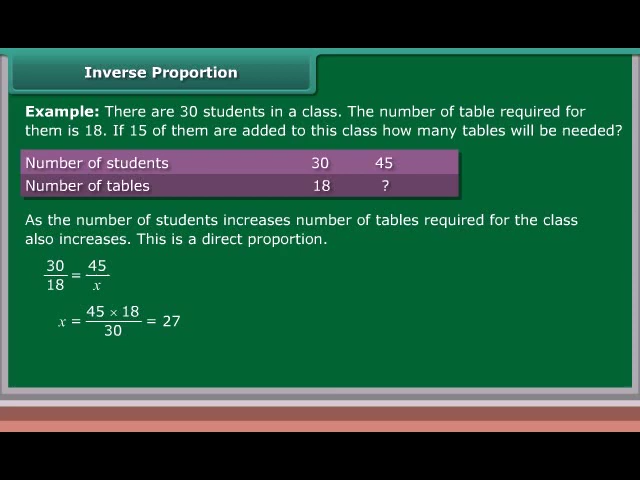 Inverse Proportion
Example: There are 30 students in a class. The number of table required for
them is 18. If 15 of them are added to this class how many tables will be needed?
Number of students 30 45
Number of tables 18 ?
As the number of students increases number of tables required for the class
also increases. This is a direct proportion.
30/18 = 45/x
x = 45 × 18/30 = 27